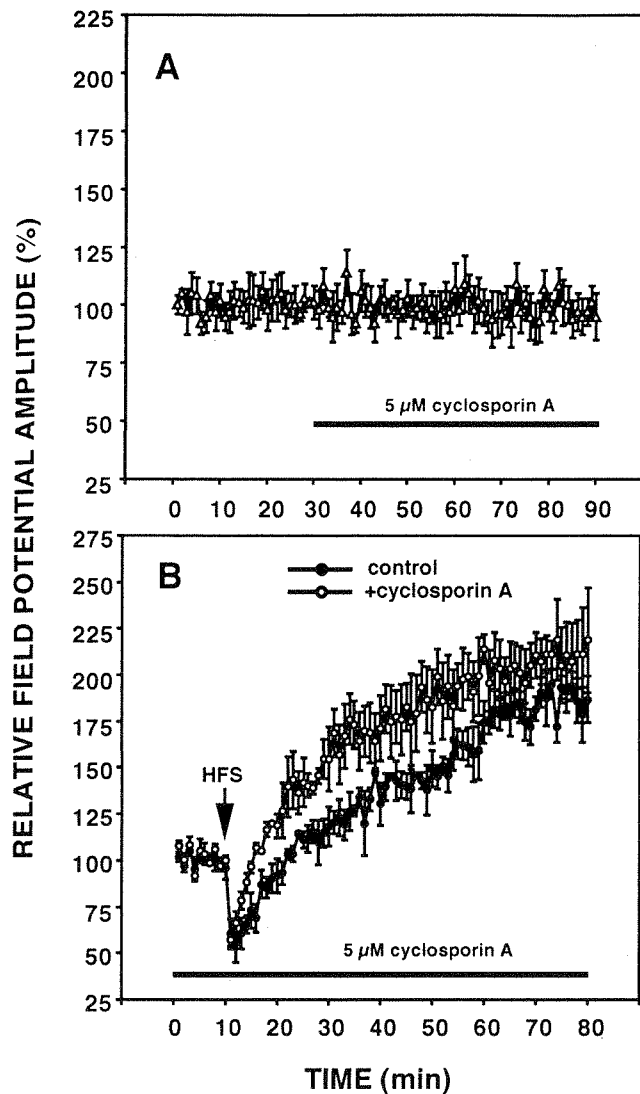 RELATIVE FIELD POTENTIAL AMPLITUDE (%)
225
200
175
150
125
100
75
50
25
A
5 µM cyclosporin A
0 10 20 30 40 50 60 70 80 90
275
250
225
200
175
150
125
100
75
50
25
B
control
+cyclosporin A
HFS
5 µM cyclosporin A
0 10 20 30 40 50 60 70 80
TIME (min)